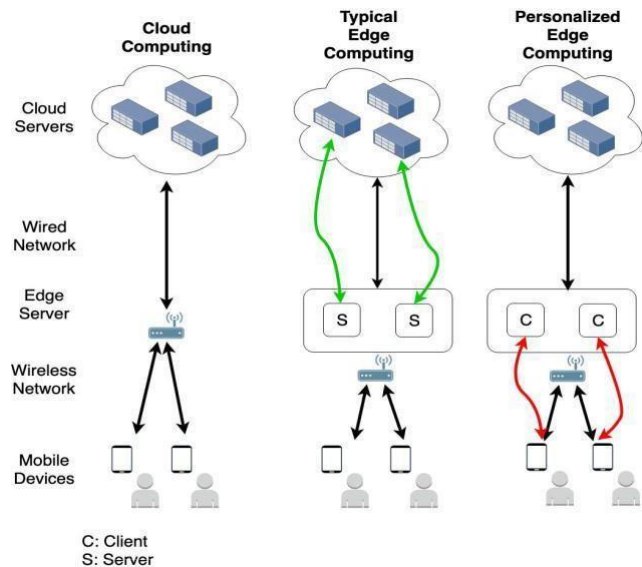 Cloud
Computing
Typical
Edge
Computing
Personalized
Edge
Computing
Cloud
Servers
Wired
Network
Edge
Server
S
S
C
C
Wireless
Network
Mobile
Devices
C: Client
S: Server